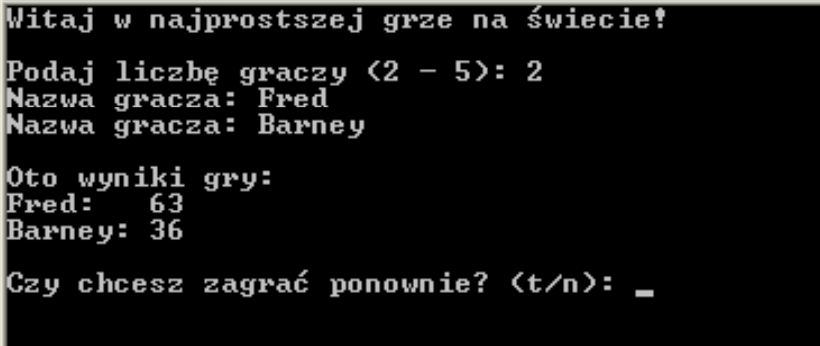 Witaj w najprostszej grze na świecie!
Podaj liczbę graczy (2 - 5): 2
Nazwa gracza: Fred
Nazwa gracza: Barney
Oto wyniki gry:
Fred:   63
Barney: 36
Czy chcesz zagrać ponownie? (t/n): _